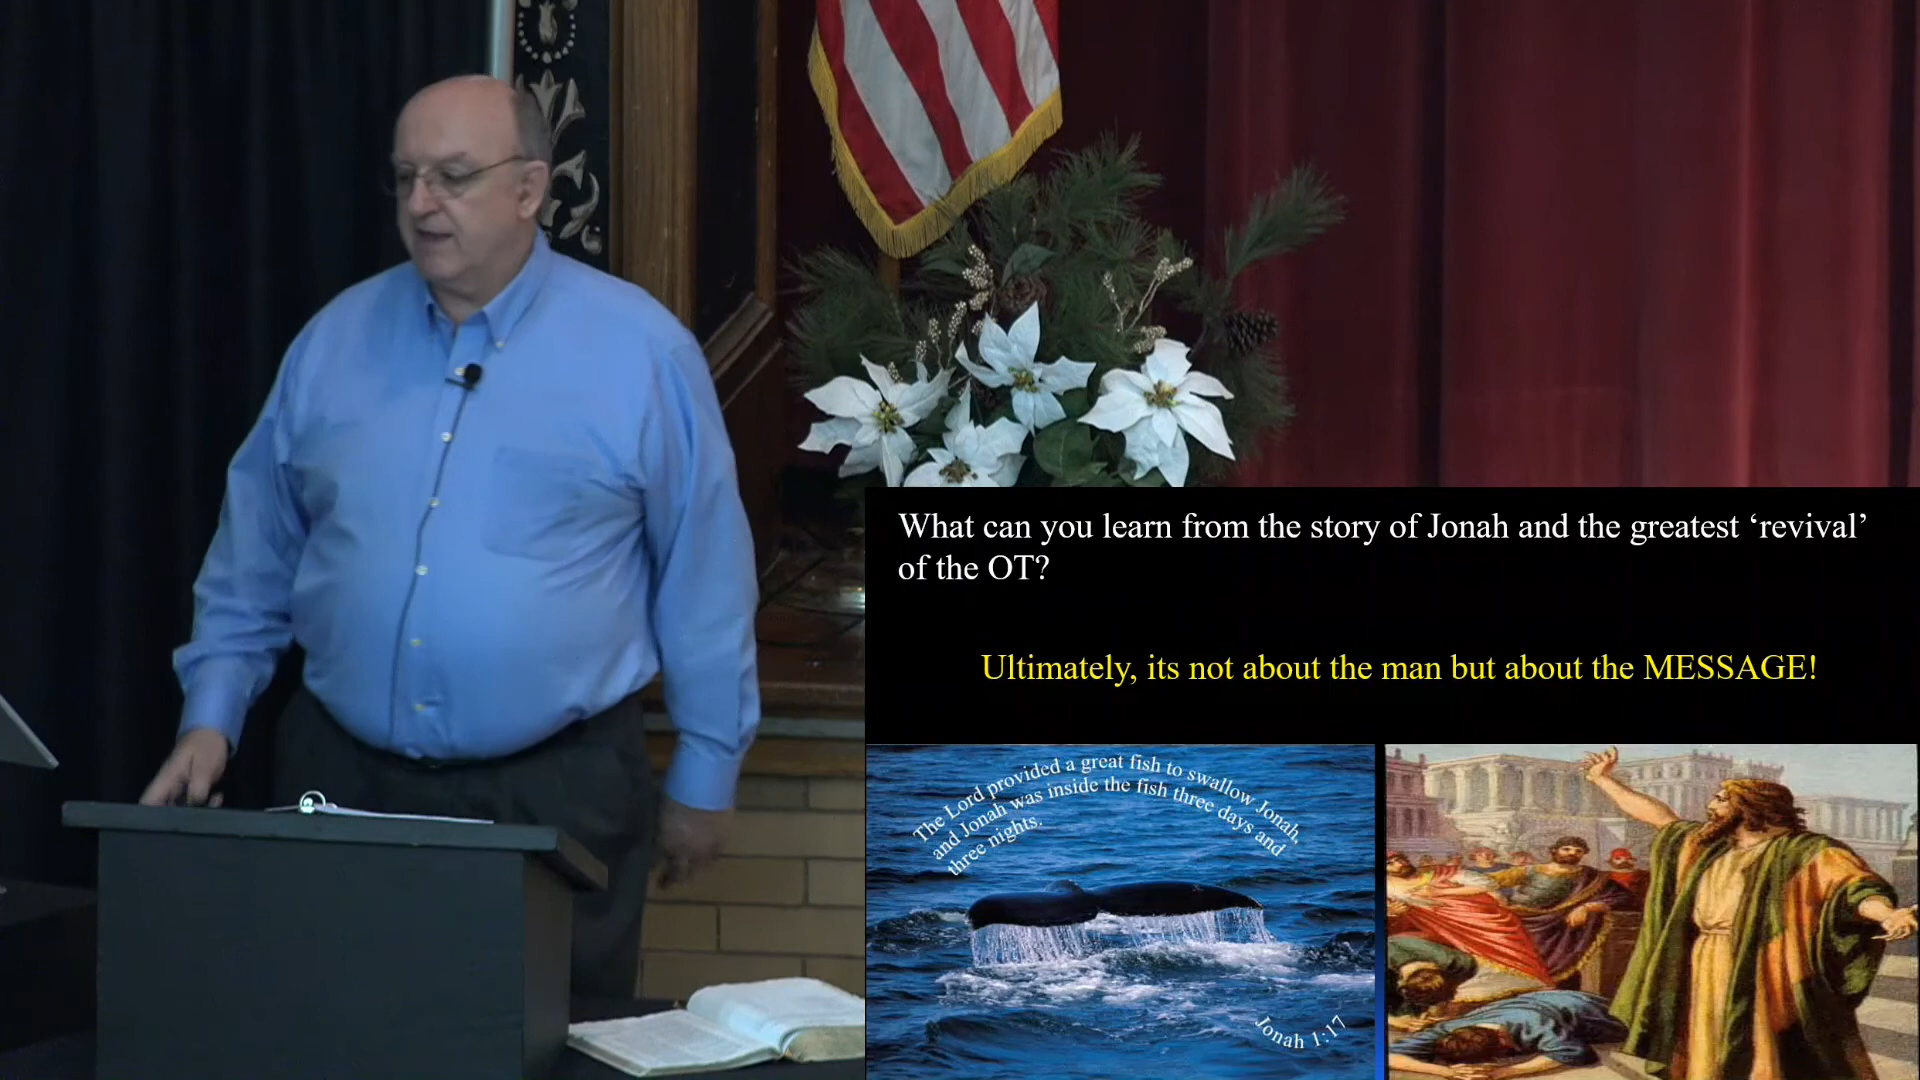 What can you learn from the story of Jonah and the greatest ‘revival’
of the OT?
Ultimately, its not about the man but about the MESSAGE!
The Lord provided a great fish to swallow Jonah,
and Jonah was inside the fish three days and
three nights.
Jonah 1:17